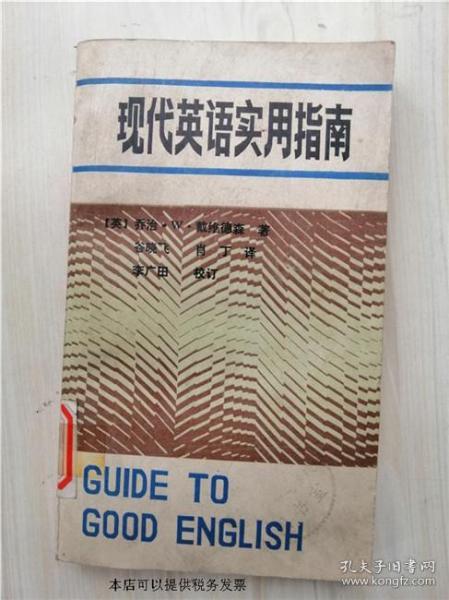 现代英语实用指南
【英】乔治·W·戴维德森 著
谷晓飞 肖丁译
李广田 校订
GUIDE TO
GOOD ENGLISH
本店可以提供税务发票
孔夫子旧书网
www.kongfz.com